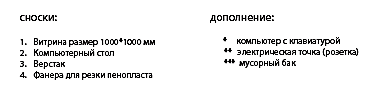 СНОСКИ:
1. Витрина размер 1000*1000 мм
2. Компьютерный стол
3. Верстак
4. Фанера для резки пенопласта
ДОПОЛНЕНИЕ:
* компьютер с клавиатурой
** электрическая точка (розетка)
*** мусорный бак